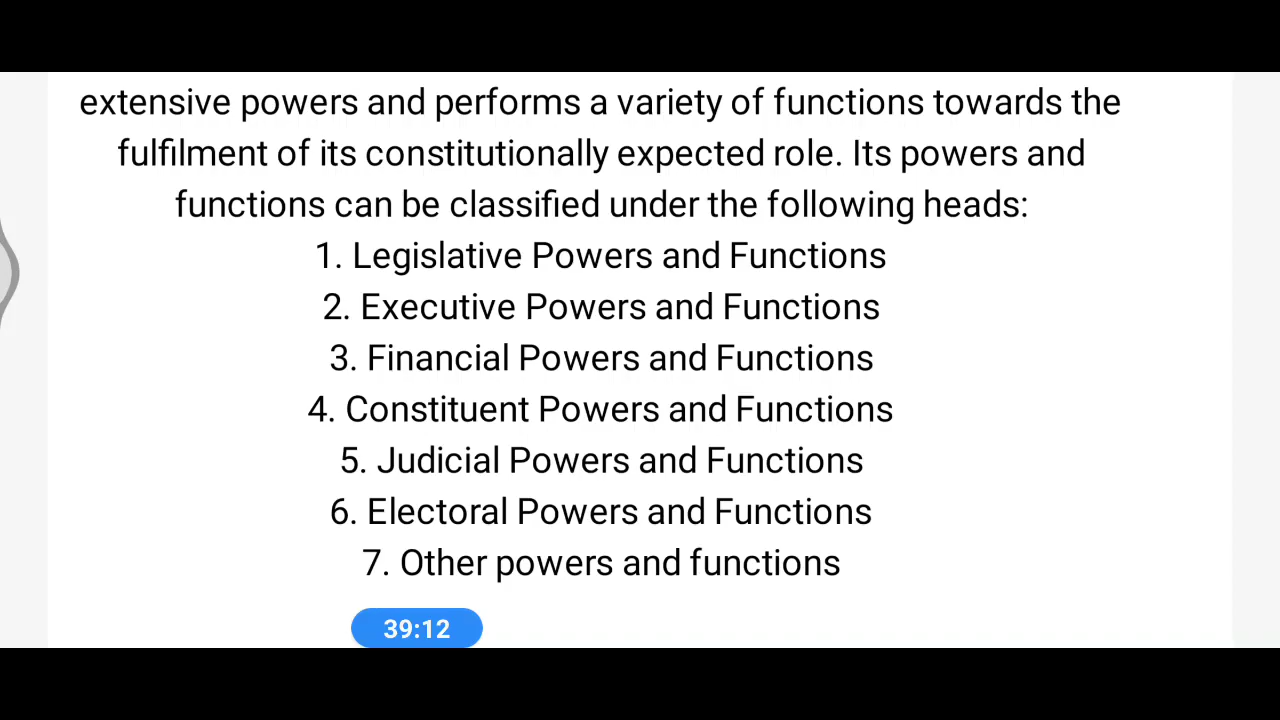 extensive powers and performs a variety of functions towards the
fulfilment of its constitutionally expected role. Its powers and
functions can be classified under the following heads:
1. Legislative Powers and Functions
2. Executive Powers and Functions
3. Financial Powers and Functions
4. Constituent Powers and Functions
5. Judicial Powers and Functions
6. Electoral Powers and Functions
7. Other powers and functions
39:12